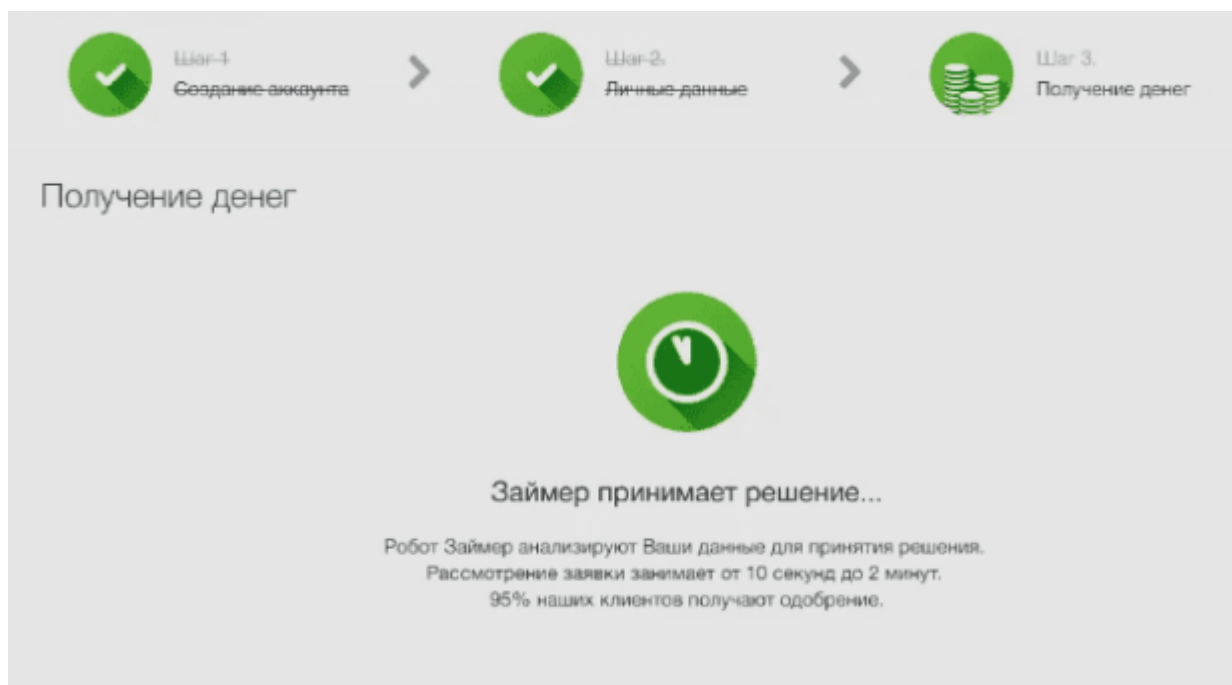 Шаг 1
Создание аккаунта
Шаг 2.
Личные данные
Шаг 3.
Получение денег
Получение денег
Займер принимает решение...
Робот Займер анализируют Ваши данные для принятия решения.
Рассмотрение заявки занимает от 10 секунд до 2 минут.
95% наших клиентов получают одобрение.